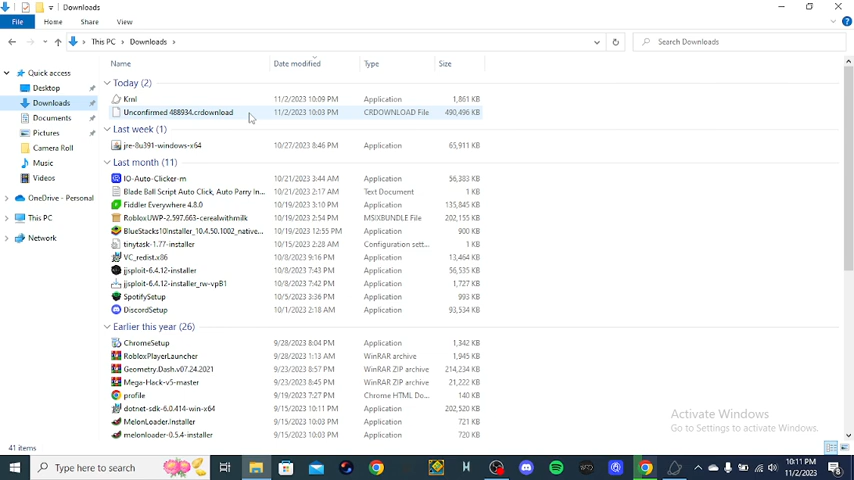 Downloads
File Home Share View
This PC > Downloads >
Search Downloads
Name Date modified Type Size
Quick access
Desktop
Downloads
Documents
Pictures
Camera Roll
Music
Videos
OneDrive - Personal
This PC
Network
Today (2)
Krnl 11/2/2023 10:09 PM Application 1,861 KB
Unconfirmed 488934.crdownload 11/2/2023 10:03 PM CRDOWNLOAD File 490,496 KB
Last week (1)
jre-8u391-windows-x64 10/27/2023 8:46 PM Application 65,911 KB
Last month (11)
IO-Auto-Clicker-m 10/21/2023 3:44 AM Application 56,383 KB
Blade Ball Script Auto Click, Auto Parry In... 10/21/2023 2:17 AM Text Document 1 KB
Fiddler Everywhere 4.8.0 10/19/2023 3:10 PM Application 135,845 KB
RobloxUWP-2.597.663-cerealwithmilk 10/19/2023 2:54 PM MSIXBUNDLE File 202,155 KB
BlueStacks10Installer_10.4.50.1002_native... 10/19/2023 12:55 PM Application 900 KB
tinytask-1.77-installer 10/15/2023 2:28 AM Configuration sett... 1 KB
VC_redist.x86 10/8/2023 9:16 PM Application 13,464 KB
jjsploit-6.4.12-installer 10/8/2023 7:43 PM Application 56,535 KB
jjsploit-6.4.12-installer_rw-vpB1 10/8/2023 7:42 PM Application 1,727 KB
SpotifySetup 10/5/2023 3:36 PM Application 993 KB
DiscordSetup 10/1/2023 2:18 AM Application 93,534 KB
Earlier this year (26)
ChromeSetup 9/28/2023 8:04 PM Application 1,342 KB
RobloxPlayerLauncher 9/28/2023 1:13 AM WinRAR archive 1,945 KB
Geometry.Dash.v07.24.2021 9/23/2023 8:57 PM WinRAR ZIP archive 214,234 KB
Mega-Hack-v5-master 9/23/2023 8:45 PM WinRAR ZIP archive 21,222 KB
profile 9/19/2023 7:27 PM Chrome HTML Do... 140 KB
dotnet-sdk-6.0.414-win-x64 9/15/2023 10:11 PM Application 202,520 KB
MelonLoader.Installer 9/15/2023 10:03 PM Application 721 KB
melonloader-0.5.4-installer 9/15/2023 10:03 PM Application 720 KB
Activate Windows
Go to Settings to activate Windows.
41 items
Type here to search
10:11 PM
11/2/2023
8